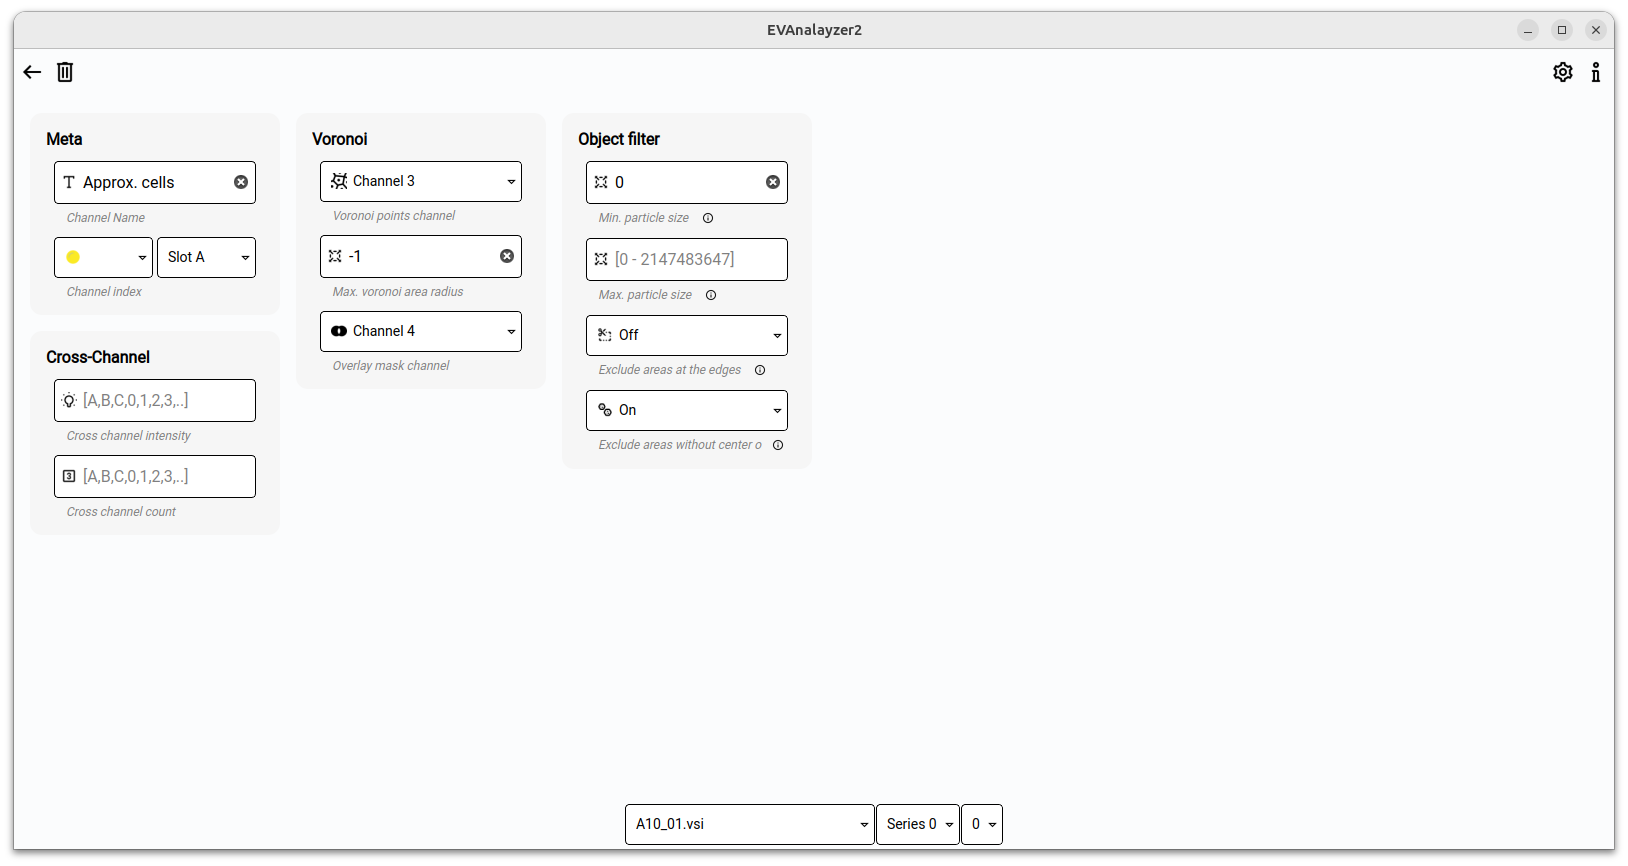 EVAnalayzer2
Meta
Approx. cells
Channel Name
Slot A
Channel index
Cross-Channel
[A,B,C,0,1,2,3,..]
Cross channel intensity
3 [A,B,C,0,1,2,3,..]
Cross channel count
Voronoi
Channel 3
Voronoi points channel
-1
Max. voronoi area radius
Channel 4
Overlay mask channel
Object filter
0
Min. particle size
[0 - 2147483647]
Max. particle size
Off
Exclude areas at the edges
On
Exclude areas without center o
A10_01.vsi Series 0 0